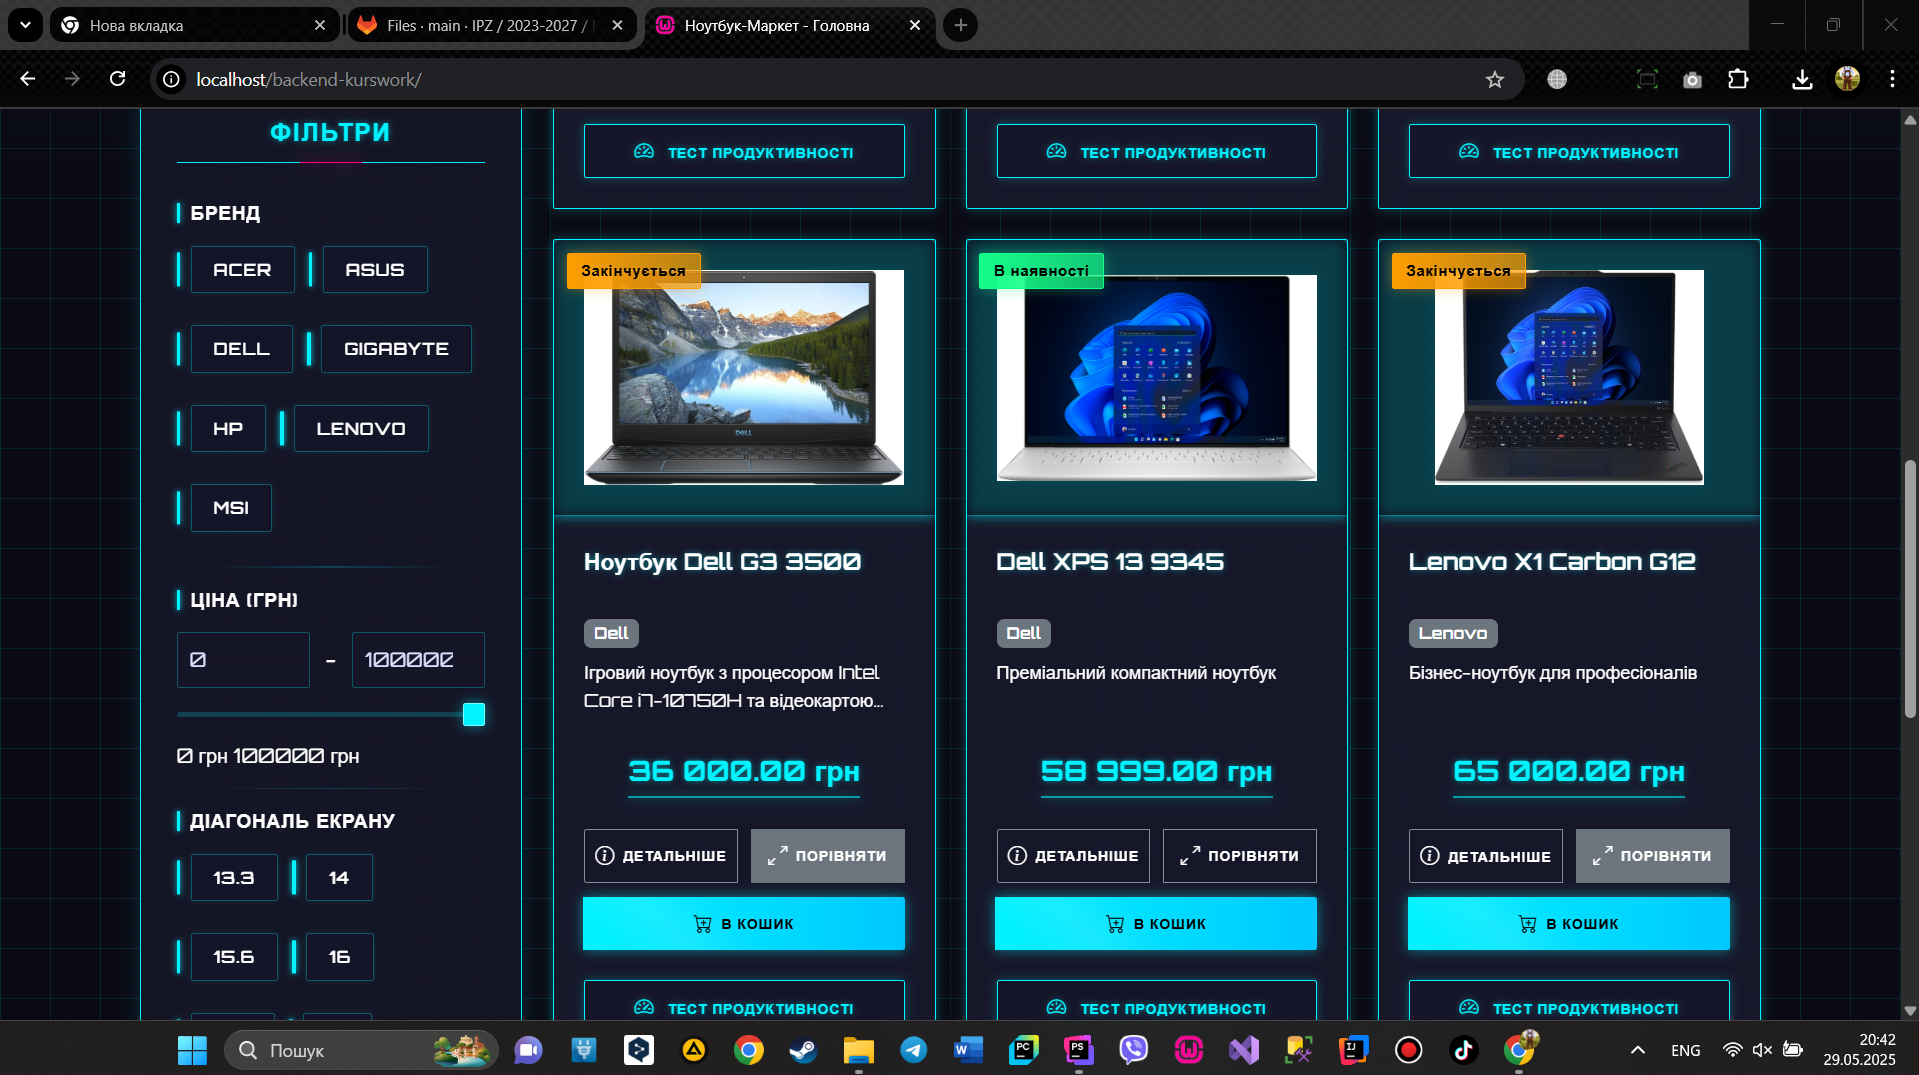 Нова вкладка
Files · main · IPZ / 2023-2027 /
Ноутбук-Маркет - Головна
localhost/backend-kurswork/
ФІЛЬТРИ
БРЕНД
ACER
ASUS
DELL
GIGABYTE
HP
LENOVO
MSI
ЦІНА (ГРН)
0
-
100000
0 грн 100000 грн
ДІАГОНАЛЬ ЕКРАНУ
13.3
14
15.6
16
ТЕСТ ПРОДУКТИВНОСТІ
ТЕСТ ПРОДУКТИВНОСТІ
ТЕСТ ПРОДУКТИВНОСТІ
Закінчується
DELL
Ноутбук Dell G3 3500
Dell
Ігровий ноутбук з процесором Intel
Core i7-10750H та відеокартою...
36 000.00 грн
ДЕТАЛЬНІШЕ
ПОРІВНЯТИ
В КОШИК
ТЕСТ ПРОДУКТИВНОСТІ
В наявності
Dell XPS 13 9345
Dell
Преміальний компактний ноутбук
58 999.00 грн
ДЕТАЛЬНІШЕ
ПОРІВНЯТИ
В КОШИК
ТЕСТ ПРОДУКТИВНОСТІ
Закінчується
Lenovo X1 Carbon G12
Lenovo
Бізнес-ноутбук для професіоналів
65 000.00 грн
ДЕТАЛЬНІШЕ
ПОРІВНЯТИ
В КОШИК
ТЕСТ ПРОДУКТИВНОСТІ
Пошук
W
PC
PS
IJ
ENG
20:42
29.05.2025